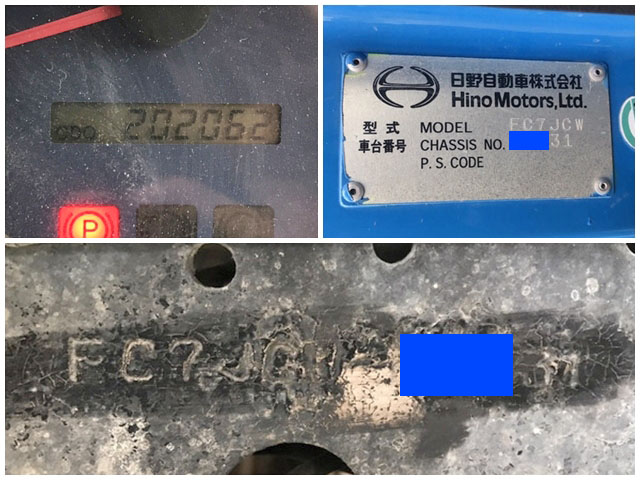 ODO 202062
P
日野自動車株式会社
Hino Motors, Ltd.
型式 MODEL FC7JCW
車台番号 CHASSIS NO. 31
P.S. CODE
FC7JC